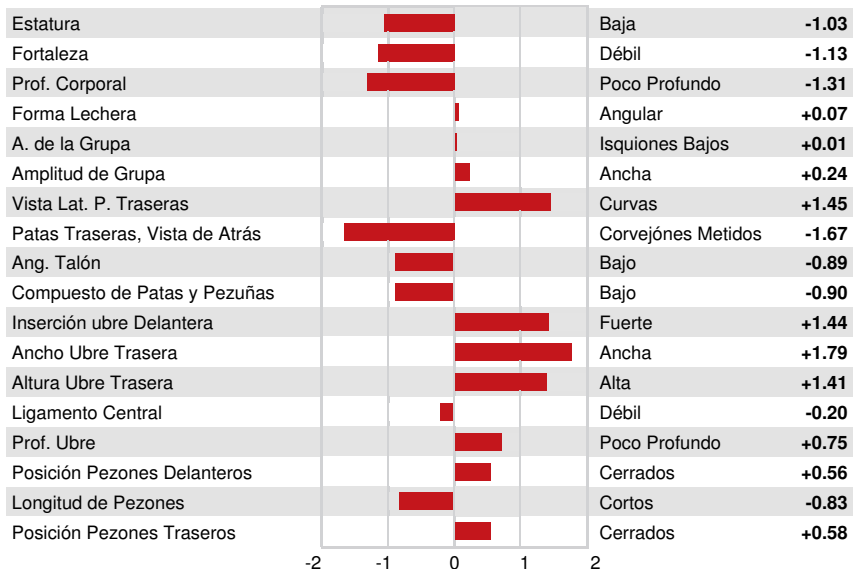 Estatura Baja -1.03
Fortaleza Débil -1.13
Prof. Corporal Poco Profundo -1.31
Forma Lechera Angular +0.07
A. de la Grupa Isquiones Bajos +0.01
Amplitud de Grupa Ancha +0.24
Vista Lat. P. Traseras Curvas +1.45
Patas Traseras, Vista de Atrás Corvejónes Metidos -1.67
Ang. Talón Bajo -0.89
Compuesto de Patas y Pezuñas Bajo -0.90
Inserción ubre Delantera Fuerte +1.44
Ancho Ubre Trasera Ancha +1.79
Altura Ubre Trasera Alta +1.41
Ligamento Central Débil -0.20
Prof. Ubre Poco Profundo +0.75
Posición Pezones Delanteros Cerrados +0.56
Longitud de Pezones Cortos -0.83
Posición Pezones Traseros Cerrados +0.58
-2 -1 0 1 2